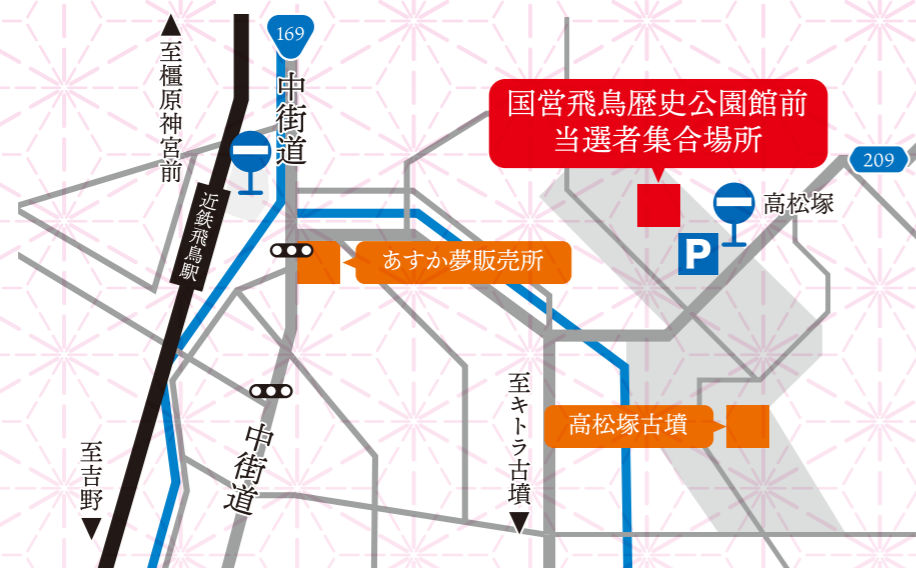 169
至橿原神宮前
中街道
国営飛鳥歴史公園館前
当選者集合場所
209
高松塚
P
近鉄飛鳥駅
あすか夢販売所
至キトラ古墳
高松塚古墳
中街道
至吉野